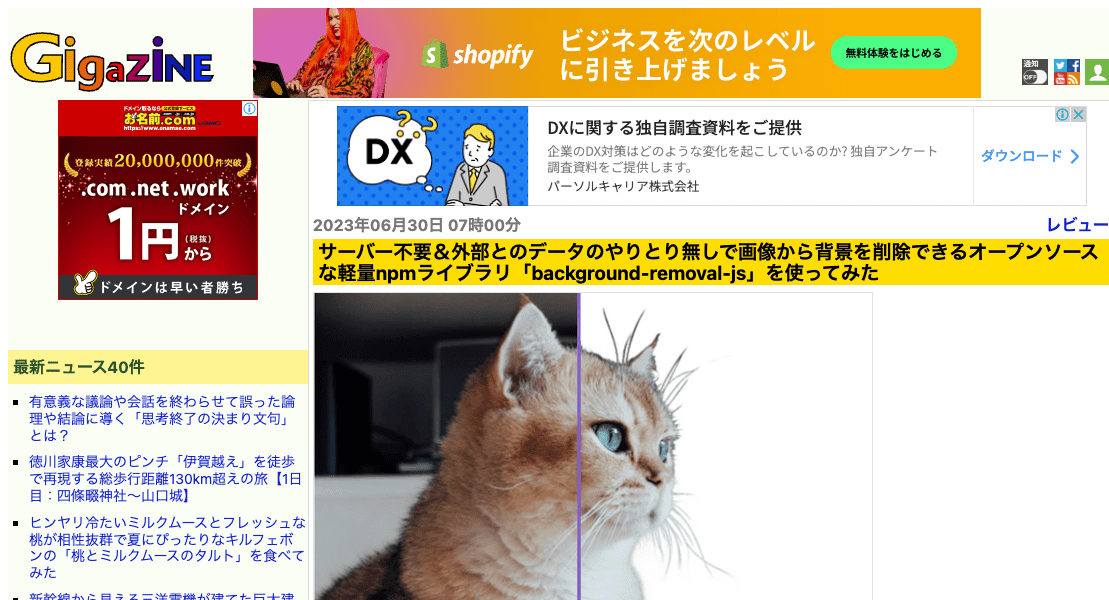 GigaZiNE
shopify
ビジネスを次のレベル
に引き上げましょう
無料体験をはじめる
通知
OFF
ドメイン取るなら
お名前.com
https://www.onamae.com
登録実績20,000,000件突破
.com .net .work
ドメイン
1円(税抜)から
ドメインは早い者勝ち
DX
DXに関する独自調査資料をご提供
企業のDX対策はどのような変化を起こしているのか? 独自アンケート
調査資料をご提供します。
パーソルキャリア株式会社
ダウンロード
2023年06月30日 07時00分
レビュー
サーバー不要＆外部とのデータのやりとり無しで画像から背景を削除できるオープンソース
な軽量npmライブラリ「background-removal-js」を使ってみた
最新ニュース40件
有意義な議論や会話を終わらせて誤った論
理や結論に導く「思考終了の決まり文句」
とは？
徳川家康最大のピンチ「伊賀越え」を徒歩
で再現する総歩行距離130km超えの旅【1日
目：四條畷神社〜山口城】
ヒンヤリ冷たいミルクムースとフレッシュな
桃が相性抜群で夏にぴったりなキルフェボ
ンの「桃とミルクムースのタルト」を食べて
みた
新幹線から見える三洋電機が建てた巨大建